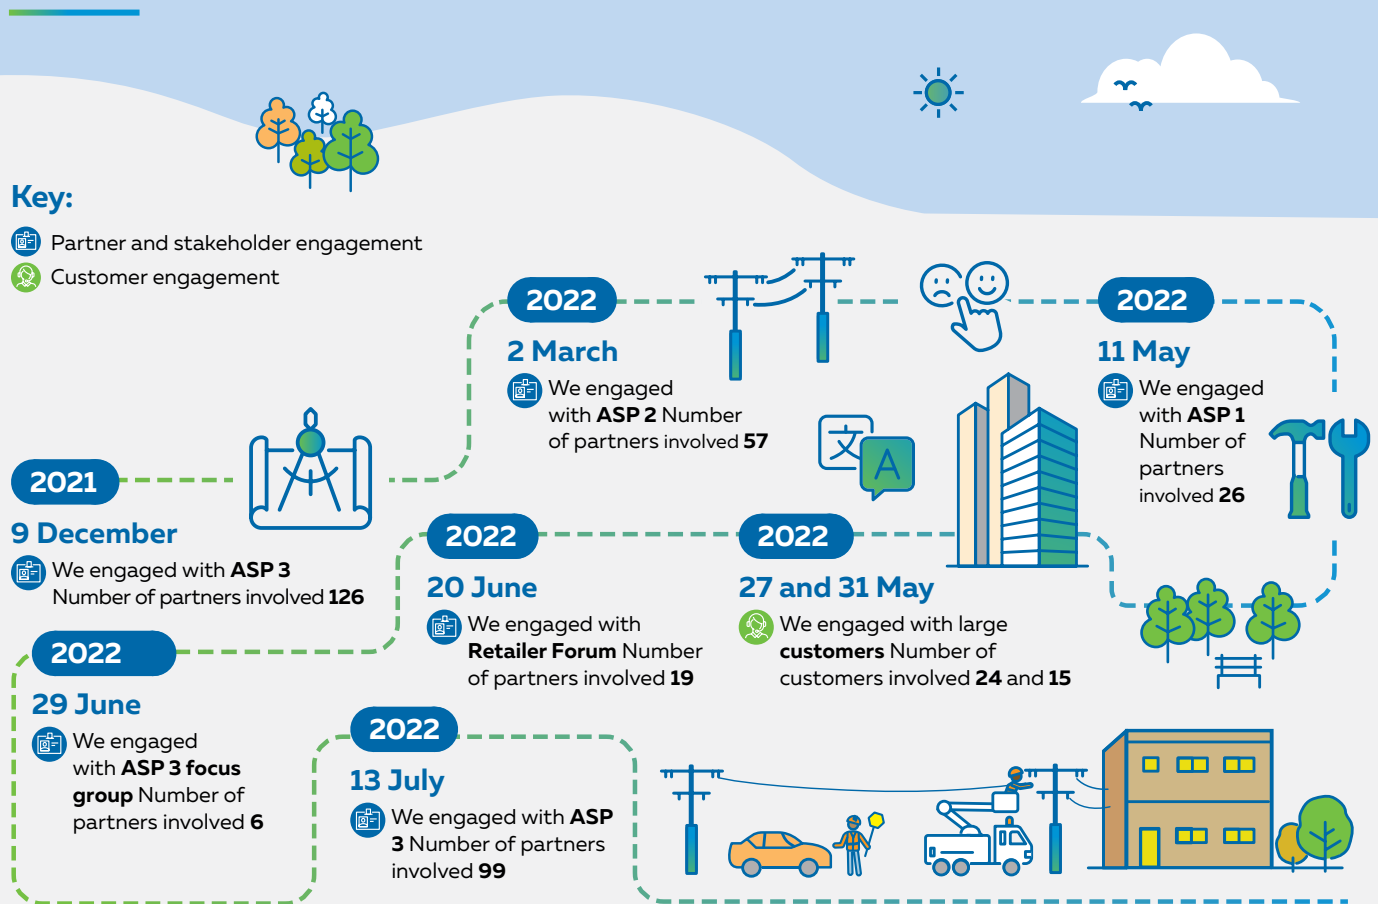 Key:
Partner and stakeholder engagement
Customer engagement
2021
9 December
We engaged with ASP 3
Number of partners involved 126
2022
2 March
We engaged
with ASP 2 Number
of partners involved 57
文
A
2022
11 May
We engaged
with ASP 1
Number of
partners
involved 26
2022
27 and 31 May
We engaged with large
customers Number of
customers involved 24 and 15
2022
20 June
We engaged with
Retailer Forum Number
of partners involved 19
2022
29 June
We engaged
with ASP 3 focus
group Number of
partners involved 6
2022
13 July
We engaged with ASP
3 Number of partners
involved 99